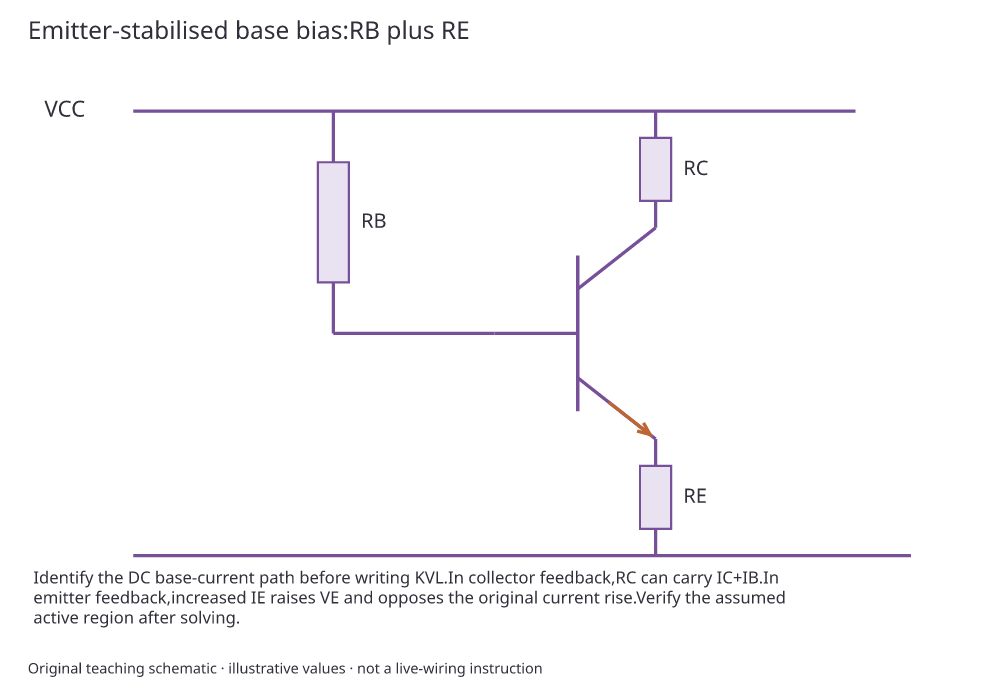 Emitter-stabilised base bias:RB plus RE
VCC
RC
RB
RE
Identify the DC base-current path before writing KVL.In collector feedback,RC can carry IC+IB.In
emitter feedback,increased IE raises VE and opposes the original current rise.Verify the assumed
active region after solving.
Original teaching schematic · illustrative values · not a live-wiring instruction